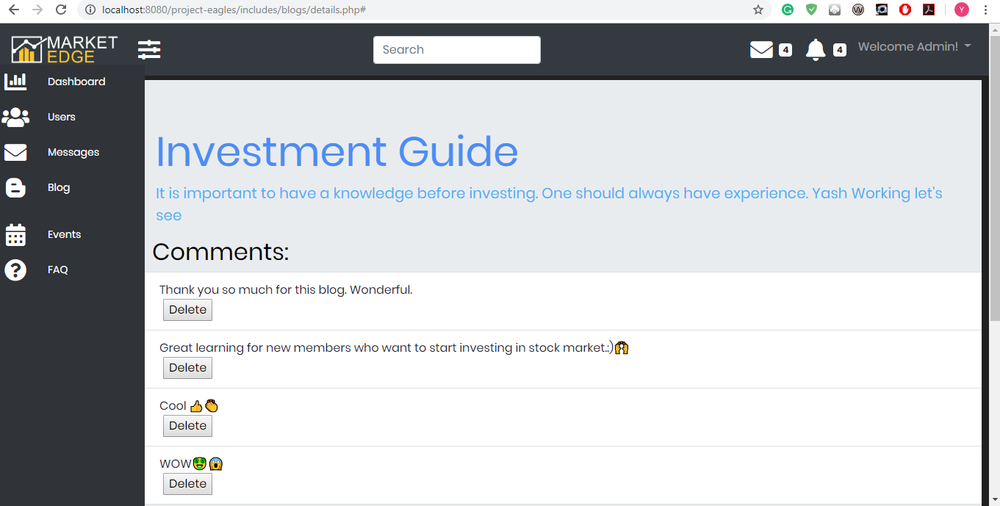 localhost:8080/project-eagles/includes/blogs/details.php#
Y
MARKET
EDGE
Search
4
4
Welcome Admin!
Dashboard
Users
Messages
Blog
Events
FAQ
Investment Guide
It is important to have a knowledge before investing. One should always have experience. Yash Working let's
see
Comments:
Thank you so much for this blog. Wonderful.
Delete
Great learning for new members who want to start investing in stock market.:)🙌
Delete
Cool 👍👏
Delete
WOW🤑😱
Delete